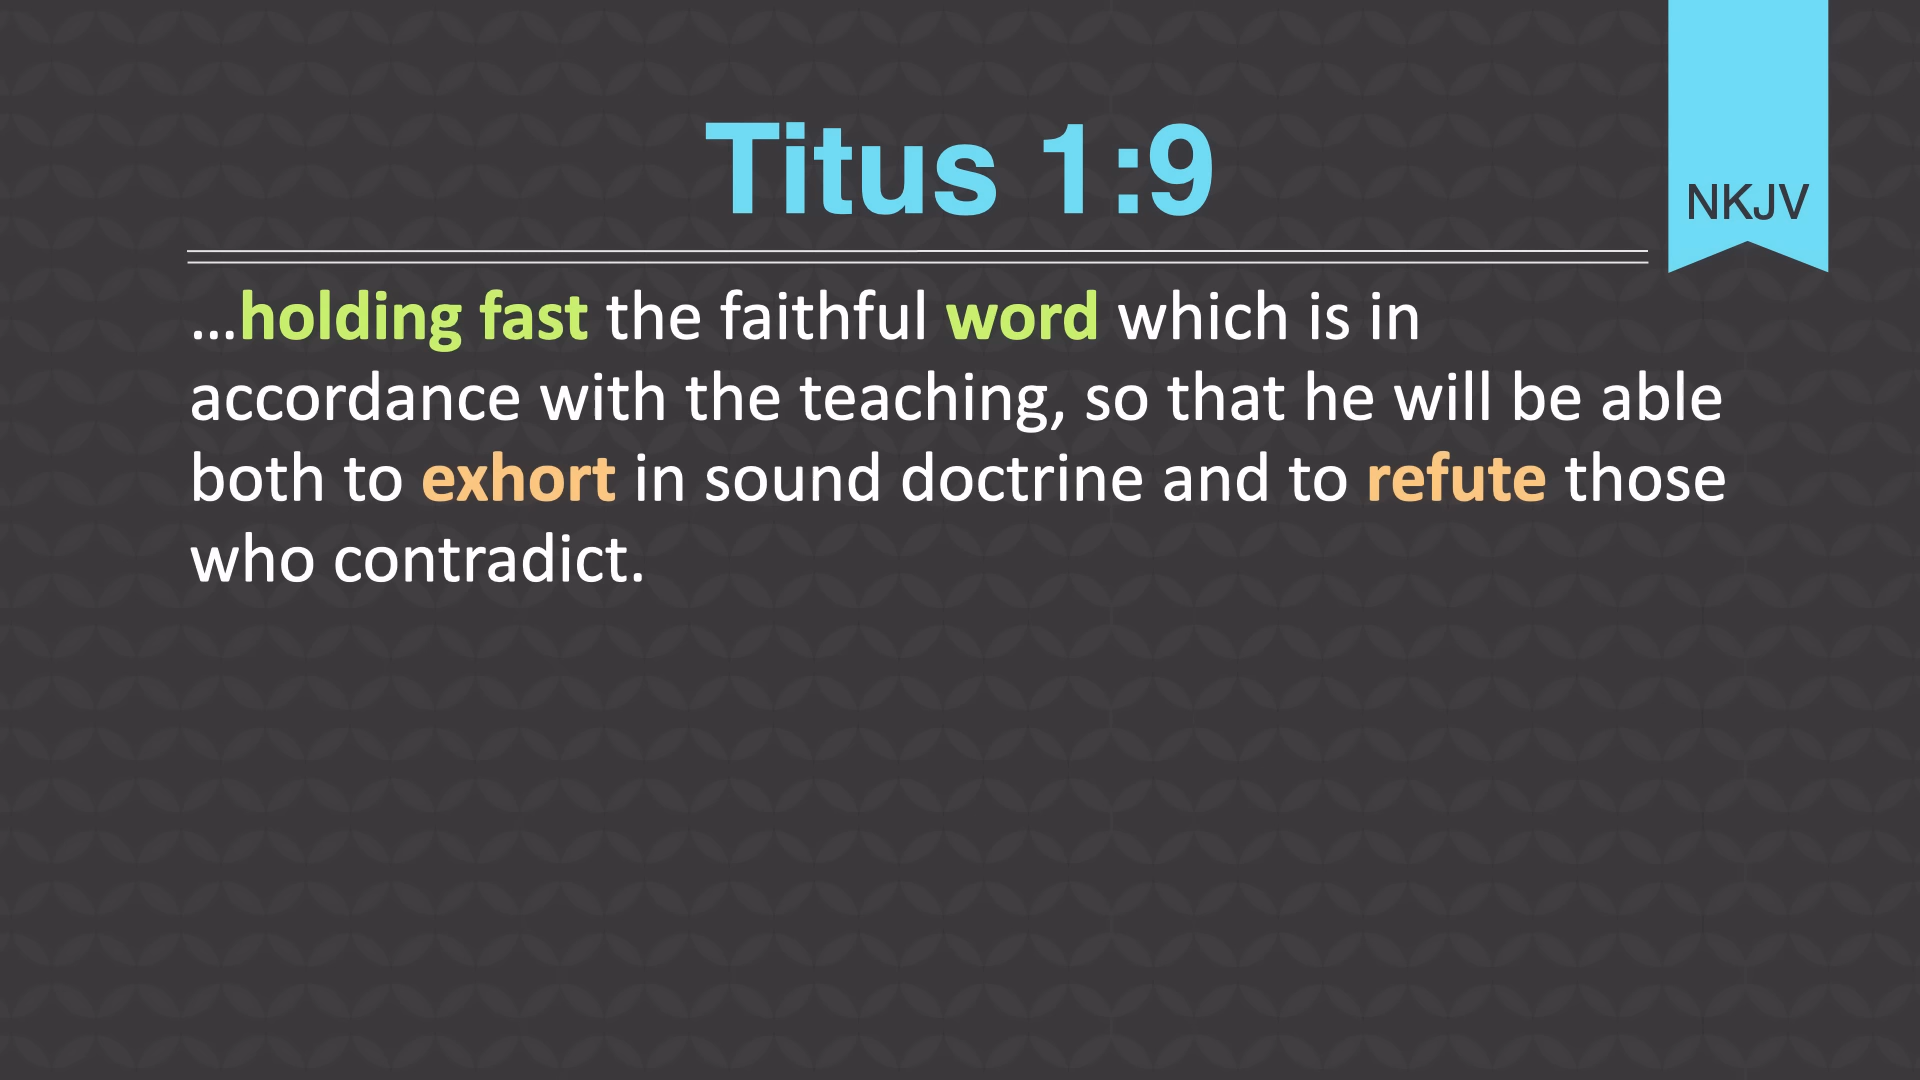 Titus 1:9
NKJV
…holding fast the faithful word which is in
accordance with the teaching, so that he will be able
both to exhort in sound doctrine and to refute those
who contradict.